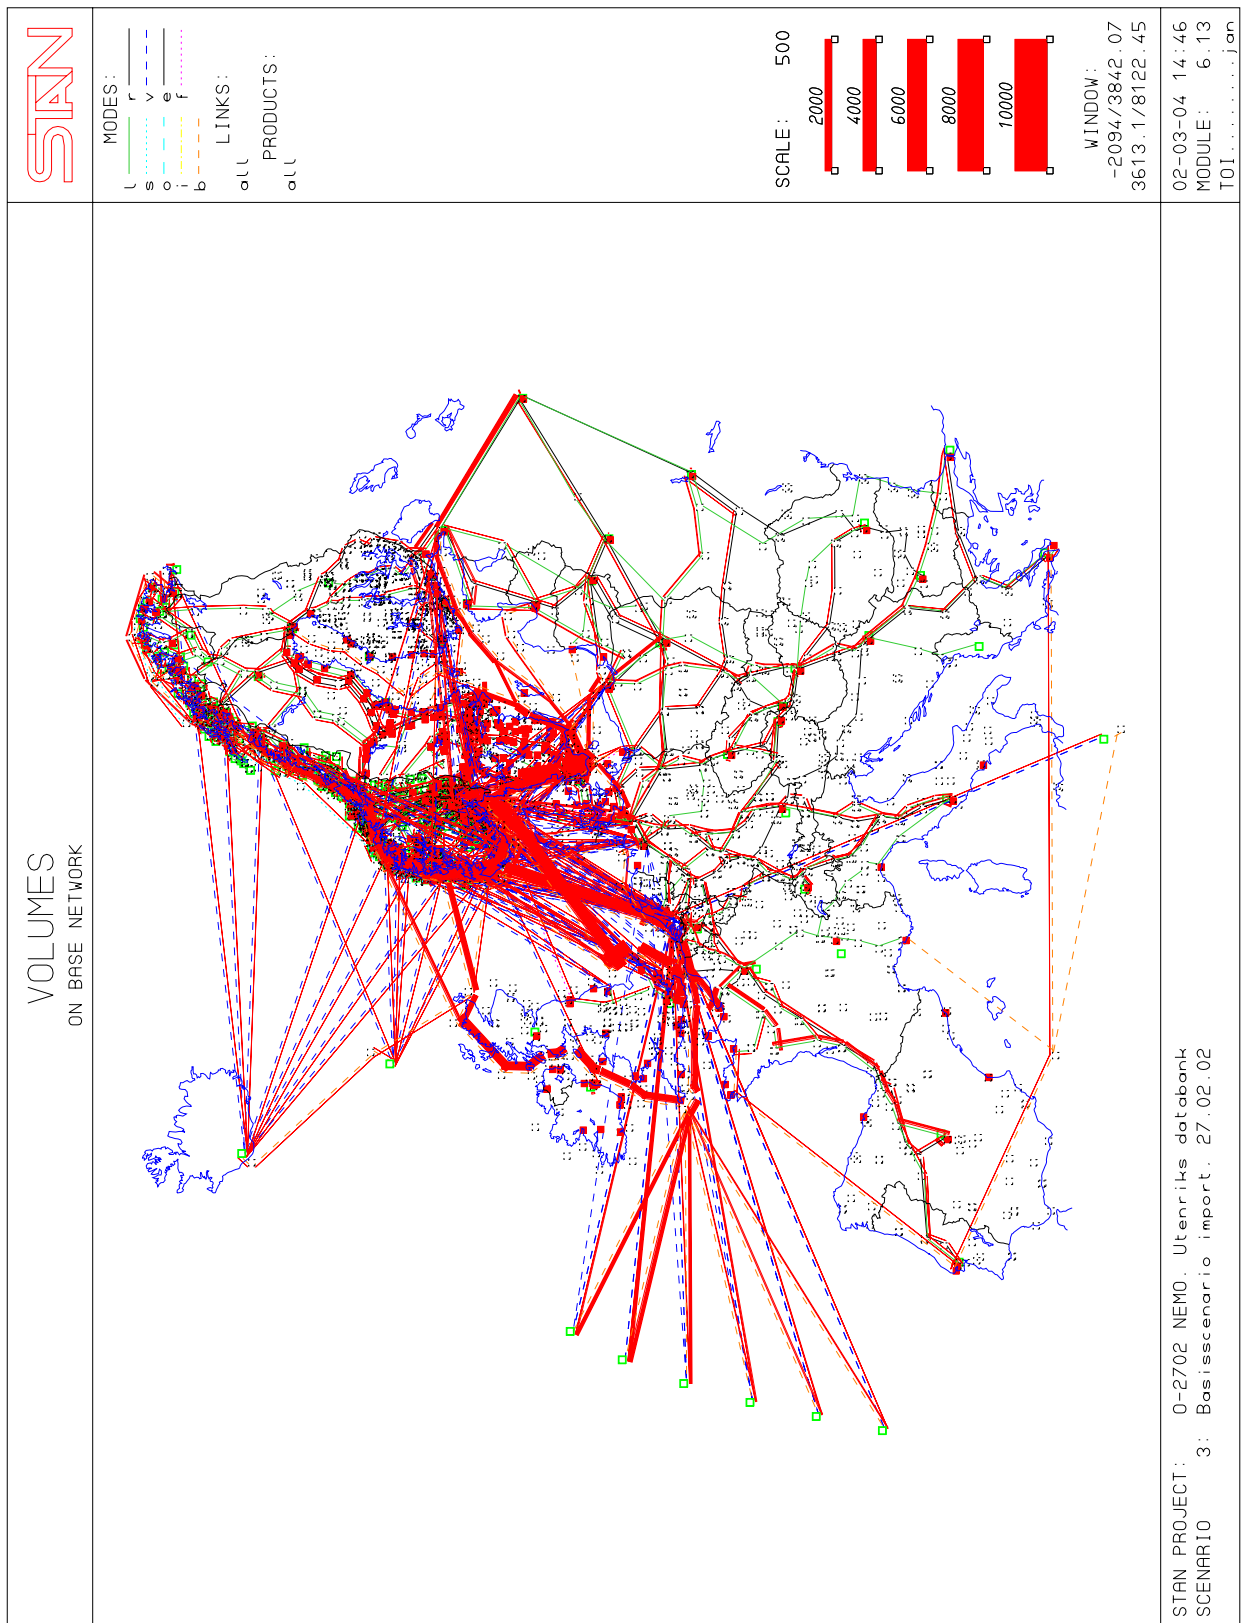 VOLUMES
ON BASE NETWORK
STAN
MODES:
l r
s v
o e
i f
b
LINKS:
all
PRODUCTS:
all
SCALE: 500
2000
4000
6000
8000
10000
WINDOW:
-2094/3842.07
3613.1/8122.45
STAN PROJECT: O-2702 NEMO. Utenriks databank
SCENARIO 3: Basisscenario import. 27.02.02
02-03-04 14:46
MODULE: 6.13
TOI.........jan